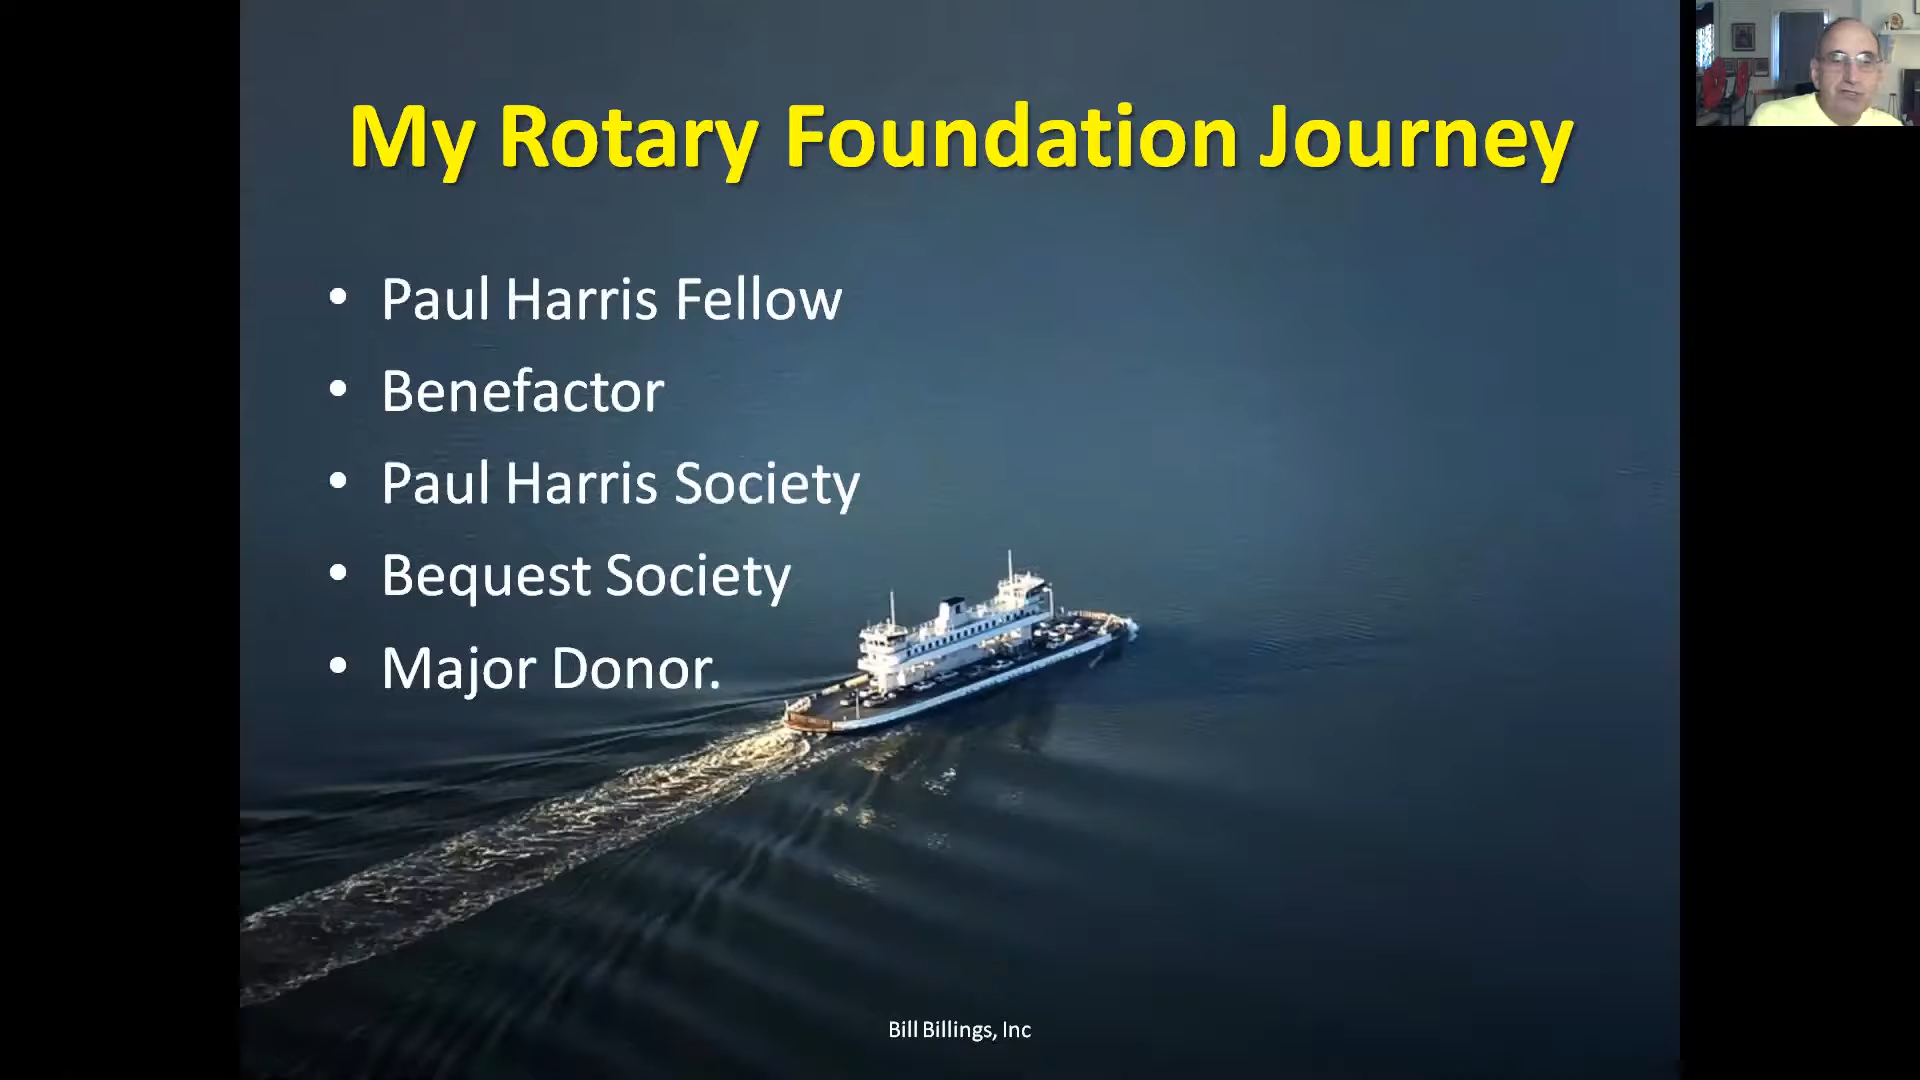 My Rotary Foundation Journey
• Paul Harris Fellow
• Benefactor
• Paul Harris Society
• Bequest Society
• Major Donor.
Bill Billings, Inc